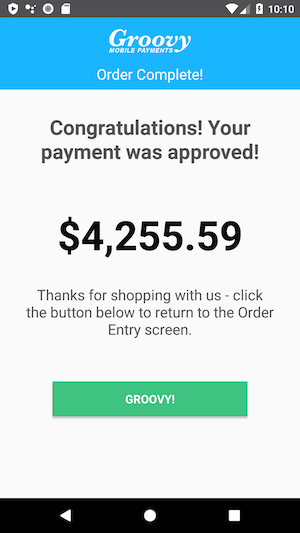 10:10
Groovy
MOBILE PAYMENTS
Order Complete!
Congratulations! Your
payment was approved!
$4,255.59
Thanks for shopping with us - click
the button below to return to the Order
Entry screen.
GROOVY!